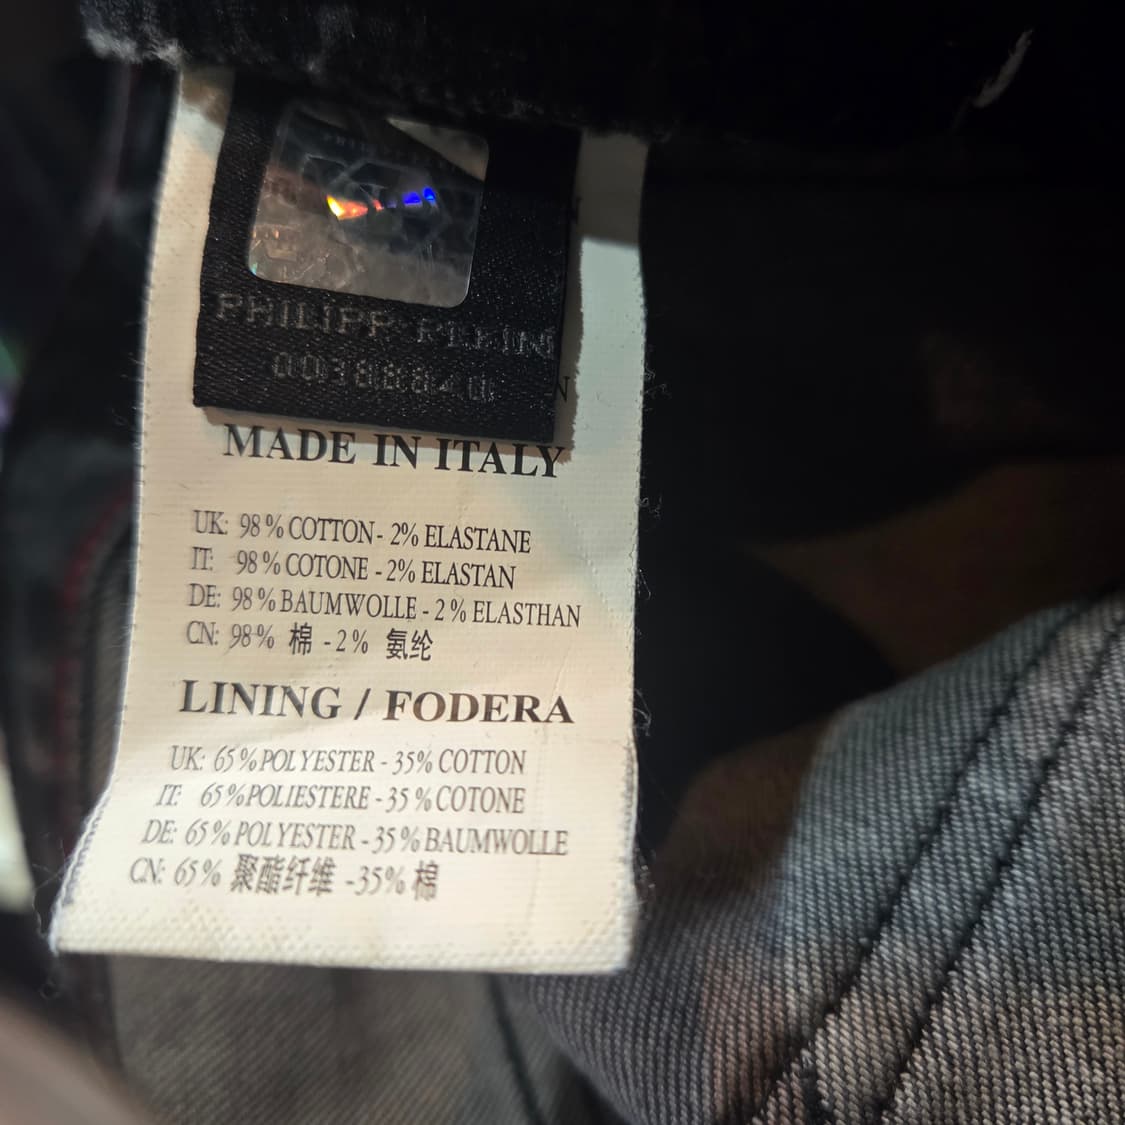 PHILIPP PLEIN
00388840
MADE IN ITALY
UK: 98% COTTON - 2% ELASTANE
IT: 98% COTONE - 2% ELASTAN
DE: 98% BAUMWOLLE - 2% ELASTHAN
CN: 98% 棉 - 2% 氨纶
LINING / FODERA
UK: 65% POLYESTER - 35% COTTON
IT: 65% POLIESTERE - 35% COTONE
DE: 65% POLYESTER - 35% BAUMWOLLE
CN: 65% 聚酯纤维 -35% 棉